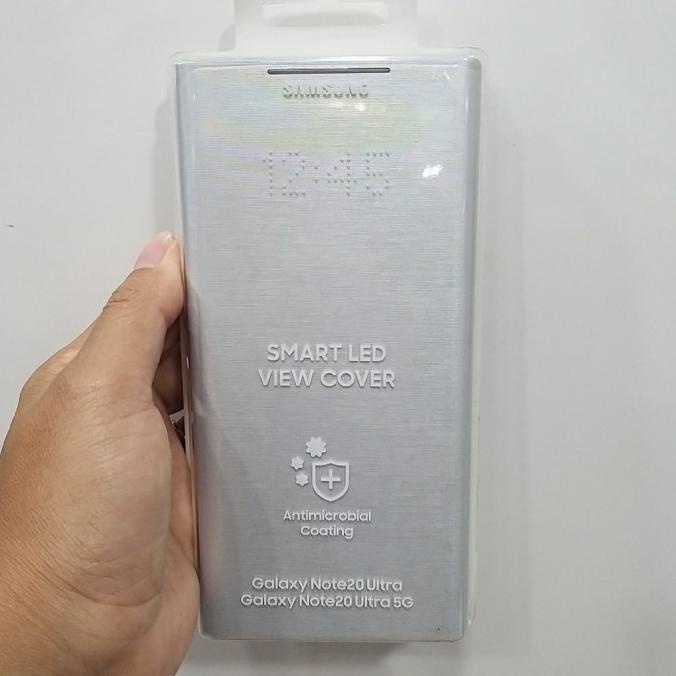 SAMSUNG
12:45
SMART LED
VIEW COVER
Antimicrobial
Coating
Galaxy Note20 Ultra
Galaxy Note20 Ultra 5G